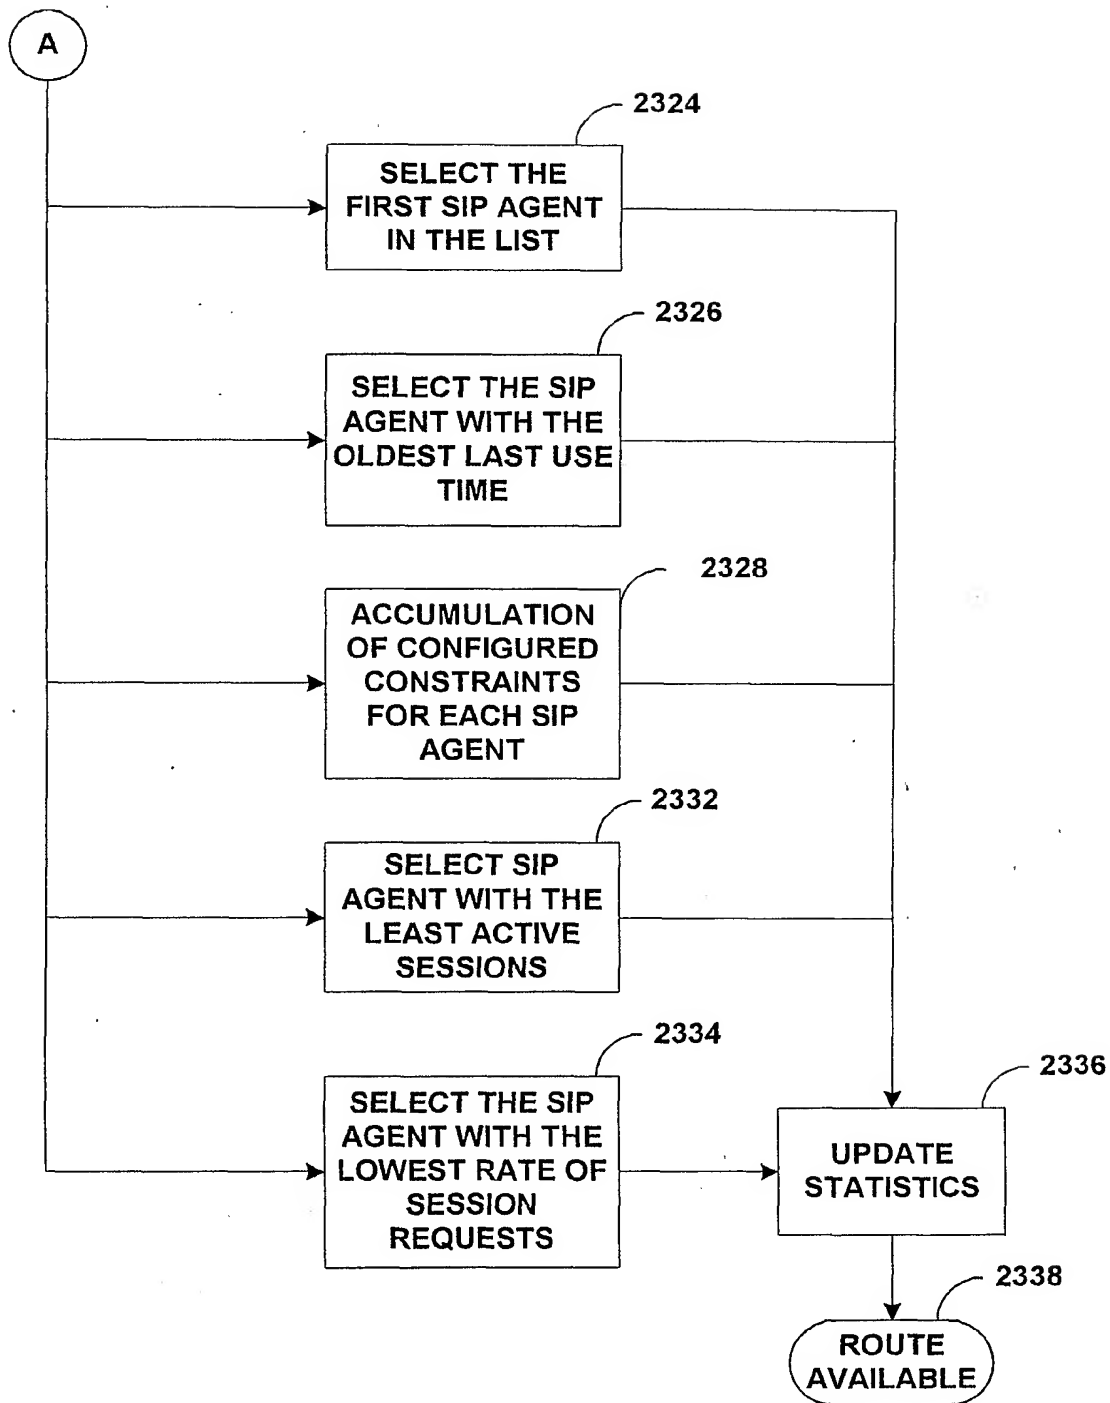 A
2324
SELECT THE
FIRST SIP AGENT
IN THE LIST
2326
SELECT THE SIP
AGENT WITH THE
OLDEST LAST USE
TIME
2328
ACCUMULATION
OF CONFIGURED
CONSTRAINTS
FOR EACH SIP
AGENT
2332
SELECT SIP
AGENT WITH THE
LEAST ACTIVE
SESSIONS
2334
SELECT THE SIP
AGENT WITH THE
LOWEST RATE OF
SESSION
REQUESTS
2336
UPDATE
STATISTICS
2338
ROUTE
AVAILABLE